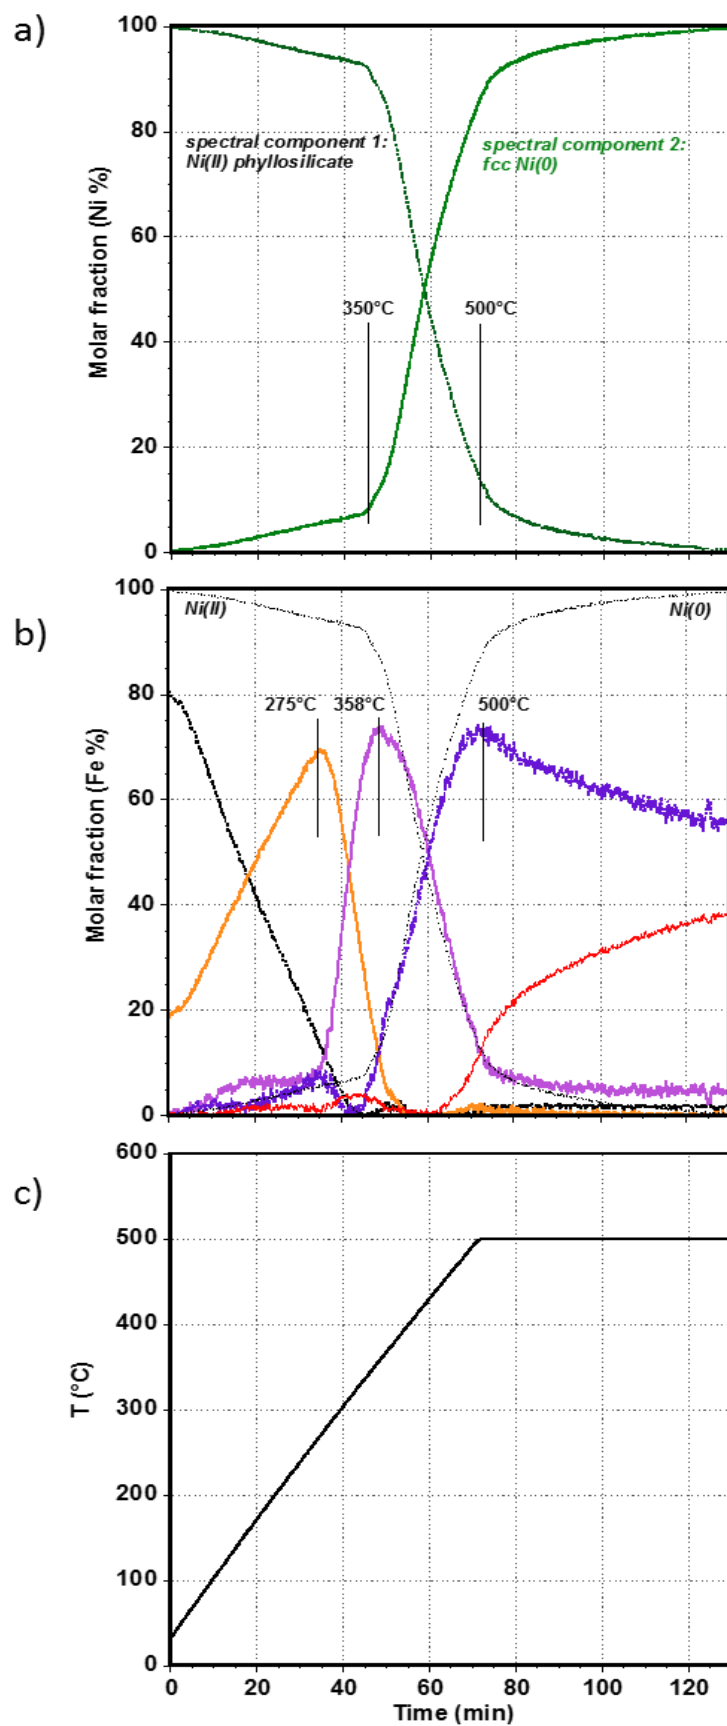 a)
100
80
60
40
20
0
Molar fraction (Ni %)
spectral component 1:
Ni(II) phyllosilicate
spectral component 2:
fcc Ni(0)
350°C
500°C
b)
100
80
60
40
20
0
Molar fraction (Fe %)
Ni(II)
Ni(0)
275°C
358°C
500°C
c)
600
500
400
300
200
100
0
T (°C)
0 20 40 60 80 100 120
Time (min)